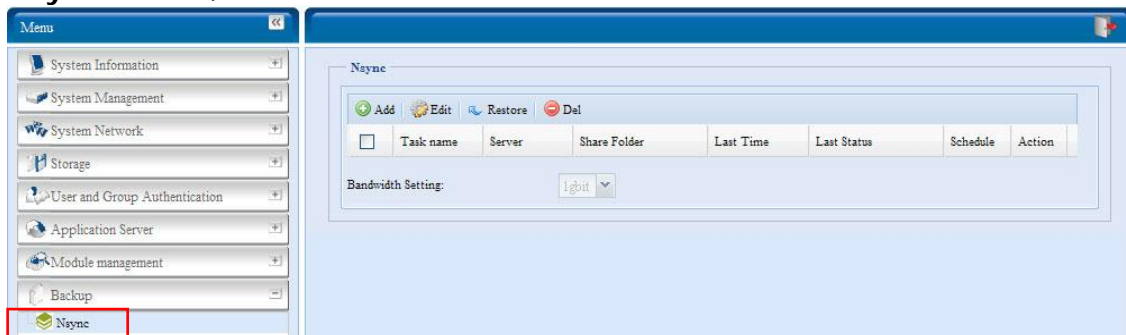 Menu
System Information
System Management
System Network
Storage
User and Group Authentication
Application Server
Module management
Backup
Nsync
Nsync
Add Edit Restore Del
Task name Server Share Folder Last Time Last Status Schedule Action
Bandwidth Setting: 1gbit